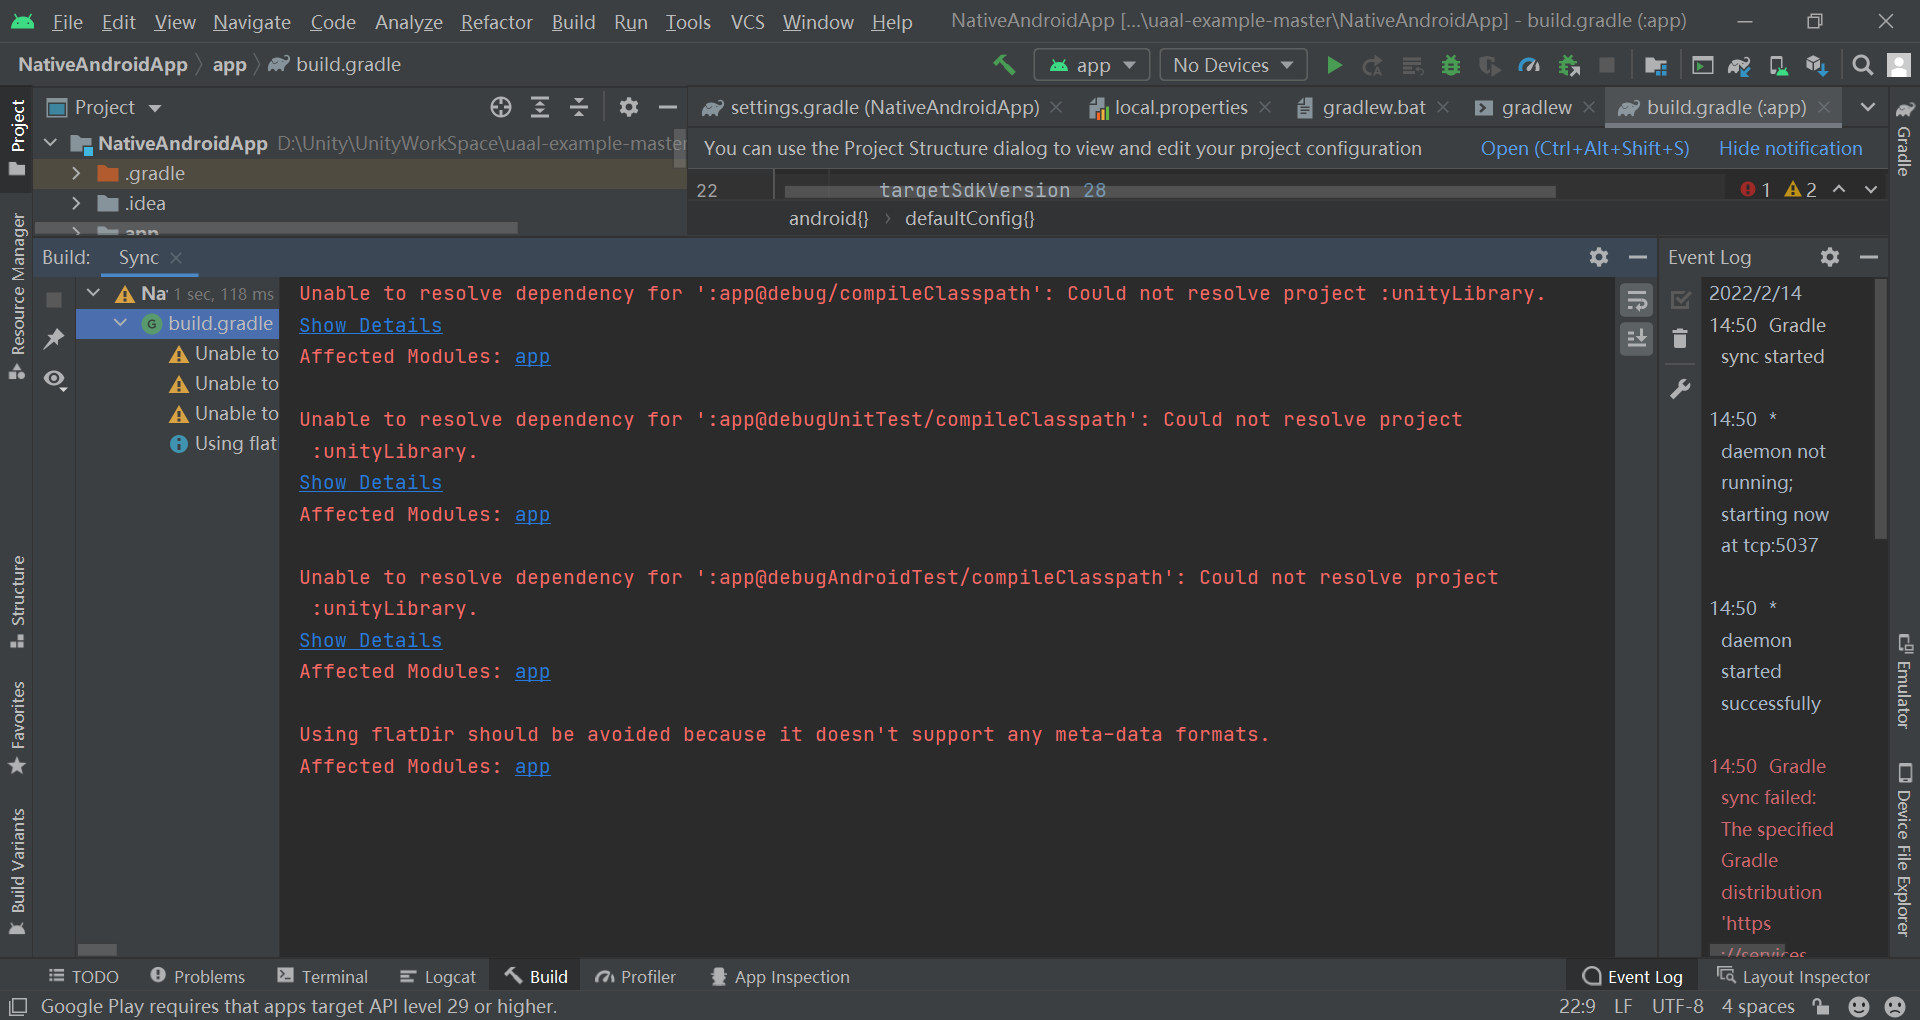 File Edit View Navigate Code Analyze Refactor Build Run Tools VCS Window Help NativeAndroidApp [...\uaal-example-master\NativeAndroidApp] - build.gradle (:app)
NativeAndroidApp app build.gradle app No Devices
Project
settings.gradle (NativeAndroidApp) local.properties gradlew.bat gradlew build.gradle (:app)
NativeAndroidApp D:\Unity\UnityWorkSpace\uaal-example-master
You can use the Project Structure dialog to view and edit your project configuration Open (Ctrl+Alt+Shift+S) Hide notification
.gradle
.idea
app
22 targetSdkVersion 28 1 2
android{} › defaultConfig{}
Build: Sync
Na 1 sec, 118 ms
build.gradle
Unable to
Unable to
Unable to
Using flat
Unable to resolve dependency for ':app@debug/compileClasspath': Could not resolve project :unityLibrary.
Show Details
Affected Modules: app
Unable to resolve dependency for ':app@debugUnitTest/compileClasspath': Could not resolve project
:unityLibrary.
Show Details
Affected Modules: app
Unable to resolve dependency for ':app@debugAndroidTest/compileClasspath': Could not resolve project
:unityLibrary.
Show Details
Affected Modules: app
Using flatDir should be avoided because it doesn't support any meta-data formats.
Affected Modules: app
Event Log
2022/2/14
14:50 Gradle
sync started
14:50 *
daemon not
running;
starting now
at tcp:5037
14:50 *
daemon
started
successfully
14:50 Gradle
sync failed:
The specified
Gradle
distribution
'https
://services
Project
Resource Manager
Structure
Favorites
Build Variants
Gradle
Emulator
Device File Explorer
TODO Problems Terminal Logcat Build Profiler App Inspection Event Log Layout Inspector
Google Play requires that apps target API level 29 or higher. 22:9 LF UTF-8 4 spaces